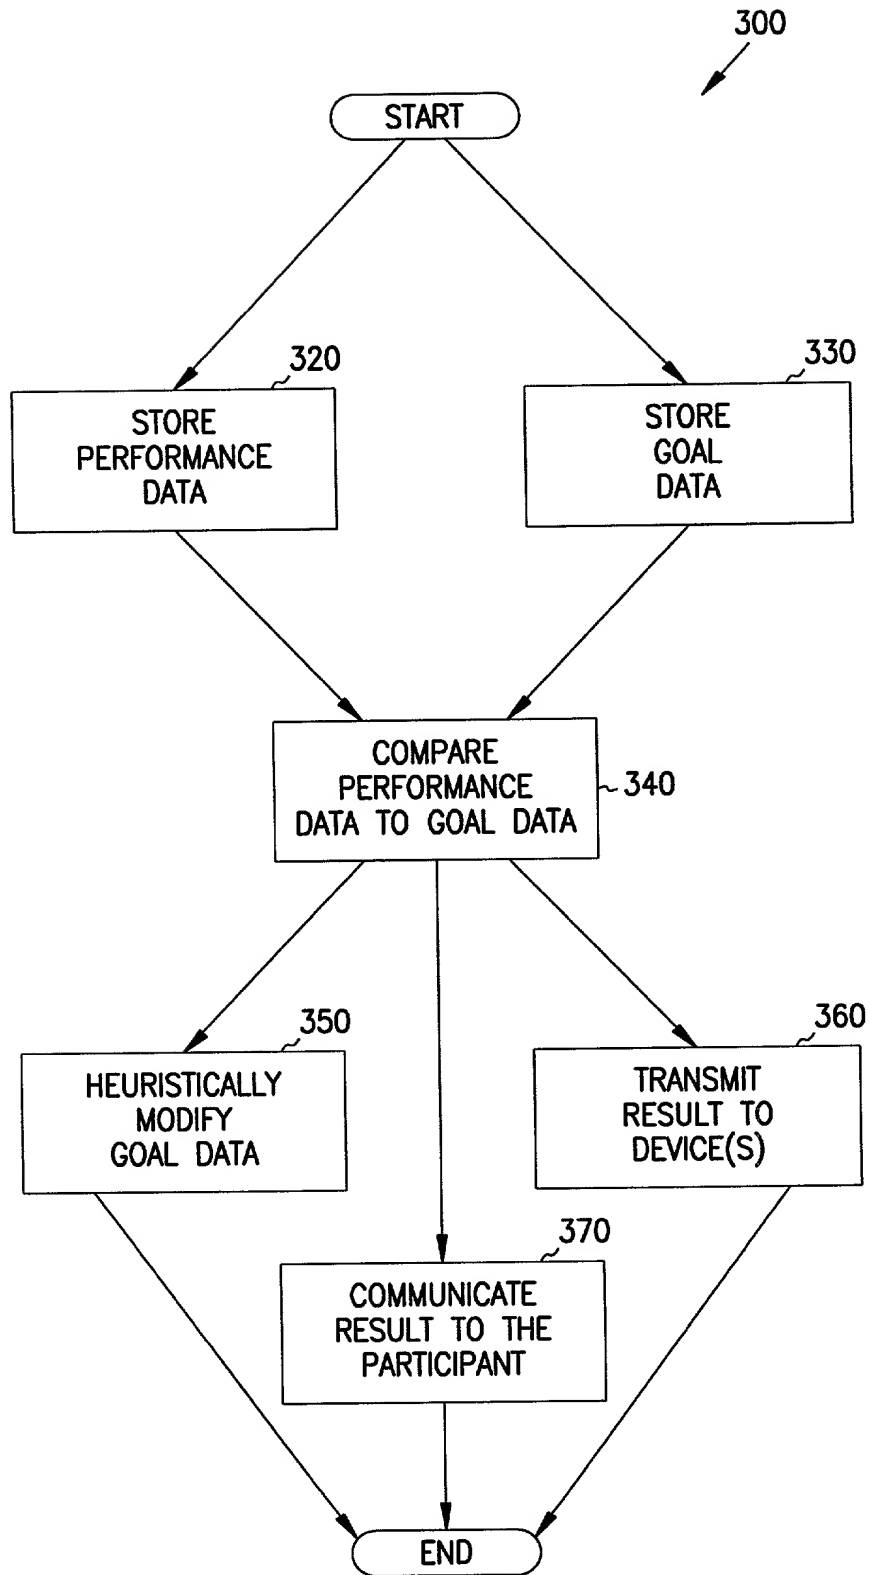 300
START
320
STORE
PERFORMANCE
DATA
330
STORE
GOAL
DATA
COMPARE
PERFORMANCE
DATA TO GOAL DATA
340
350
HEURISTICALLY
MODIFY
GOAL DATA
360
TRANSMIT
RESULT TO
DEVICE(S)
370
COMMUNICATE
RESULT TO THE
PARTICIPANT
END